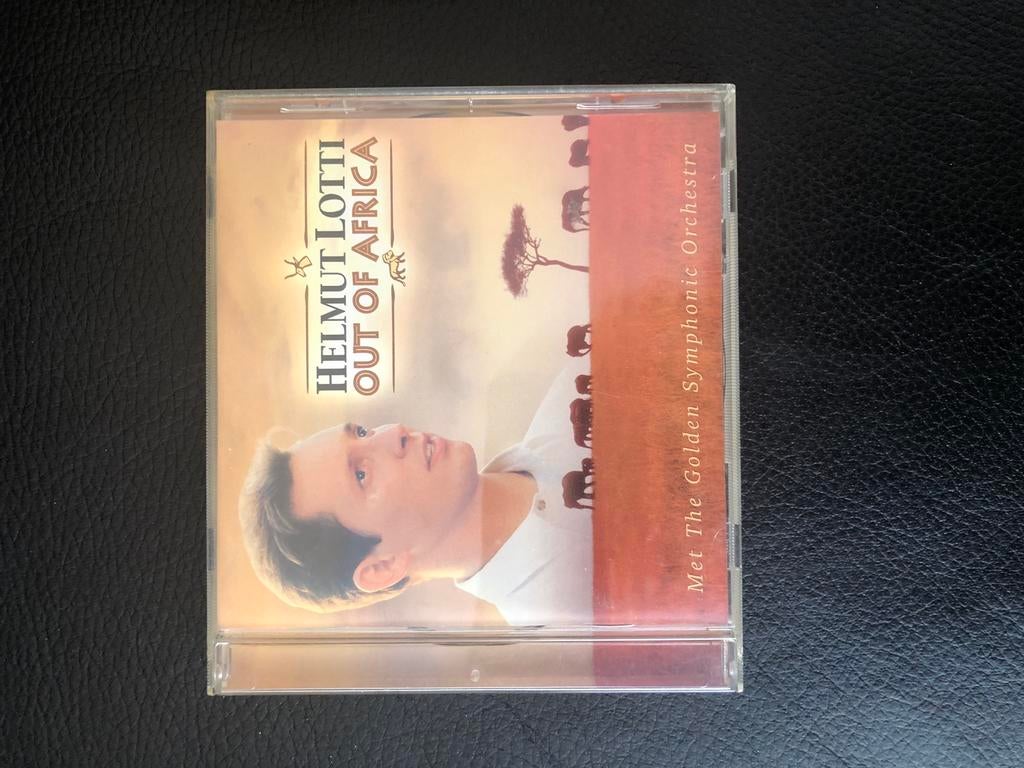 HELMUT LOTTI
OUT OF AFRICA
Met The Golden Symphonic Orchestra